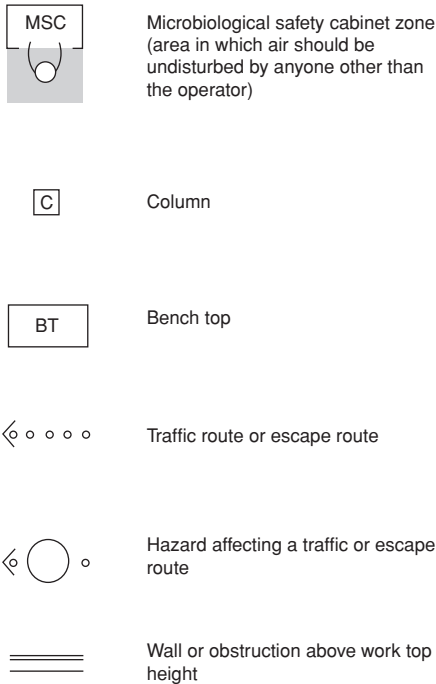 MSC
Microbiological safety cabinet zone
(area in which air should be
undisturbed by anyone other than
the operator)
C
Column
BT
Bench top
Traffic route or escape route
Hazard affecting a traffic or escape
route
Wall or obstruction above work top
height